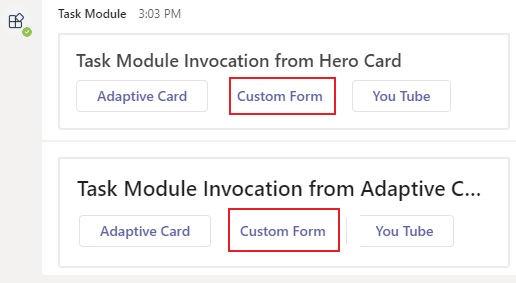 Task Module 3:03 PM
Task Module Invocation from Hero Card
Adaptive Card Custom Form You Tube
Task Module Invocation from Adaptive C...
Adaptive Card Custom Form You Tube